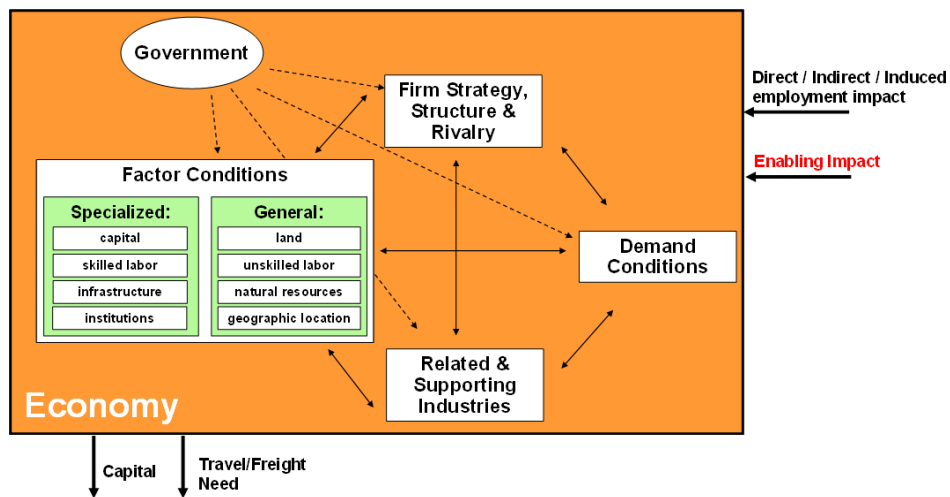 Government
Firm Strategy,
Structure &
Rivalry
Direct / Indirect / Induced
employment impact
Enabling Impact
Factor Conditions
Specialized:
capital
skilled labor
infrastructure
institutions
General:
land
unskilled labor
natural resources
geographic location
Demand
Conditions
Related &
Supporting
Industries
Economy
Capital
Travel/Freight
Need